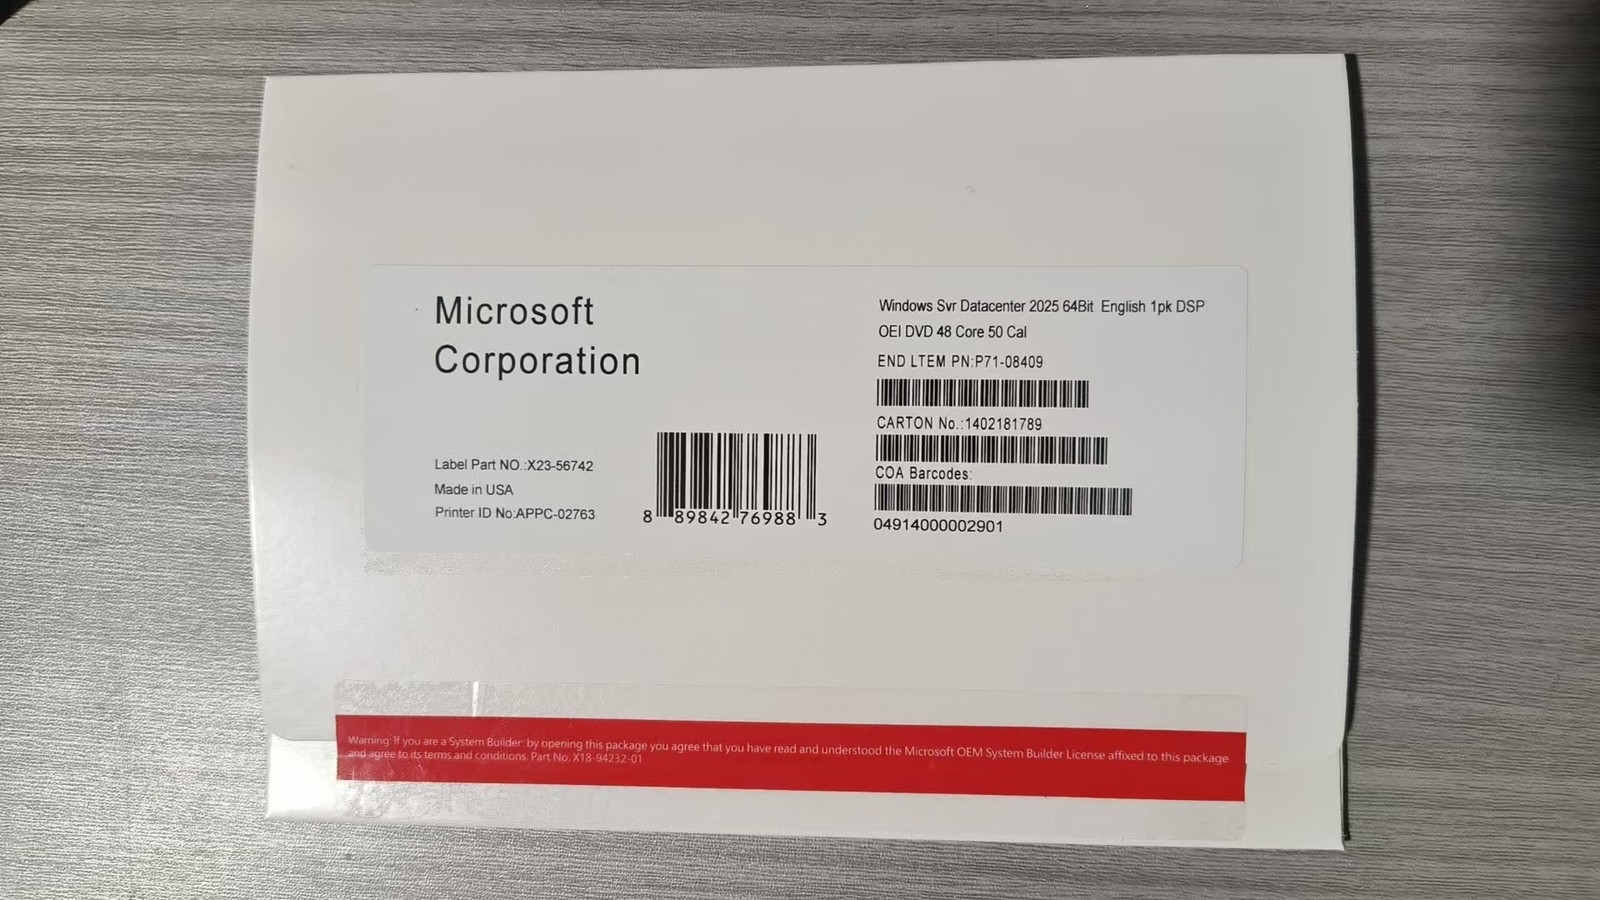 Microsoft
Corporation
Label Part NO.:X23-56742
Made in USA
Printer ID No:APPC-02763
8 89842 76988 3
Windows Svr Datacenter 2025 64Bit English 1pk DSP
OEI DVD 48 Core 50 Cal
END LTEM PN:P71-08409
CARTON No.:1402181789
COA Barcodes:
04914000002901
Warning: If you are a System Builder: by opening this package you agree that you have read and understood the Microsoft OEM System Builder License affixed to this package
and agree to its terms and conditions. Part No. X18-94232-01